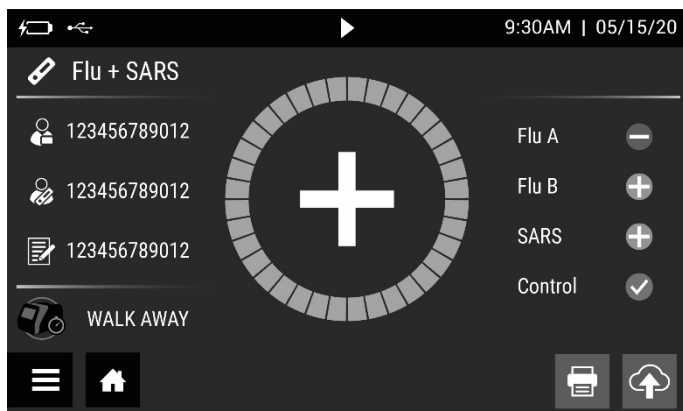 9:30AM | 05/15/20
Flu + SARS
123456789012
123456789012
123456789012
WALK AWAY
Flu A
Flu B
SARS
Control